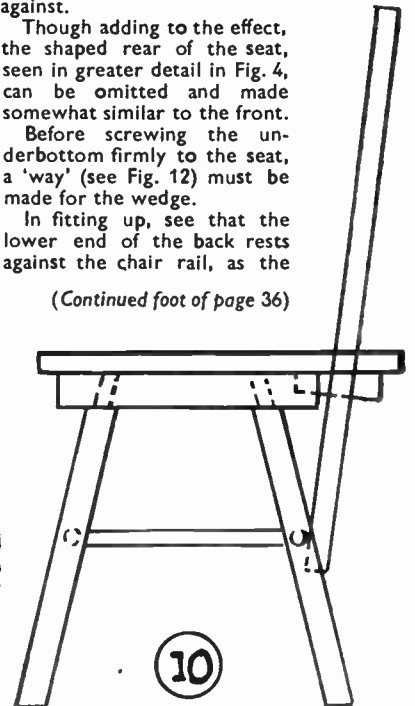 against.
Though adding to the effect,
the shaped rear of the seat,
seen in greater detail in Fig. 4,
can be omitted and made
somewhat similar to the front.
Before screwing the un-
derbottom firmly to the seat,
a ‘way’ (see Fig. 12) must be
made for the wedge.
In fitting up, see that the
lower end of the back rests
against the chair rail, as the
(Continued foot of page 36)
10